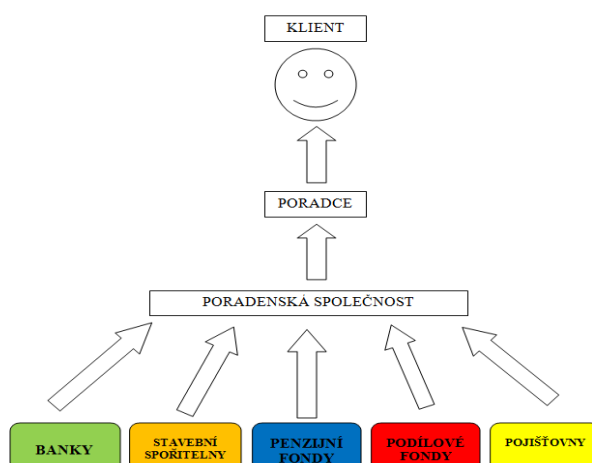 KLIENT
PORADCE
PORADENSKÁ SPOLEČNOST
BANKY
STAVEBNÍ
SPOŘITELNY
PENZIJNÍ
FONDY
PODÍLOVÉ
FONDY
POJIŠŤOVNY